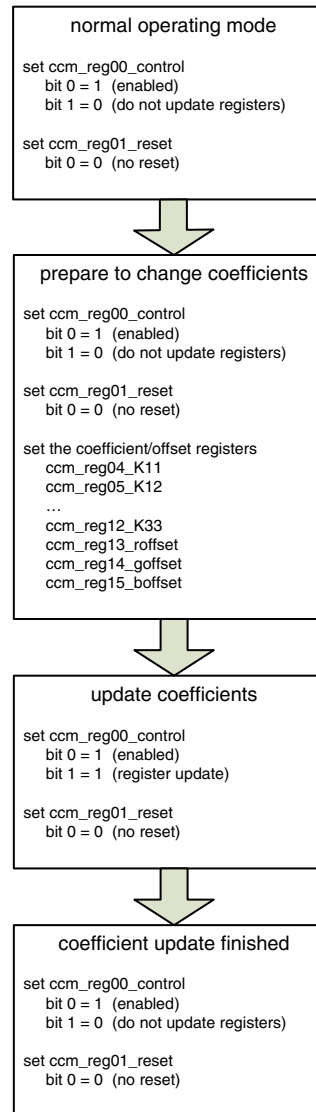 normal operating mode
set ccm_reg00_control
bit 0 = 1 (enabled)
bit 1 = 0 (do not update registers)
set ccm_reg01_reset
bit 0 = 0 (no reset)
prepare to change coefficients
set ccm_reg00_control
bit 0 = 1 (enabled)
bit 1 = 0 (do not update registers)
set ccm_reg01_reset
bit 0 = 0 (no reset)
set the coefficient/offset registers
ccm_reg04_K11
ccm_reg05_K12
…
ccm_reg12_K33
ccm_reg13_roffset
ccm_reg14_goffset
ccm_reg15_boffset
update coefficients
set ccm_reg00_control
bit 0 = 1 (enabled)
bit 1 = 1 (register update)
set ccm_reg01_reset
bit 0 = 0 (no reset)
coefficient update finished
set ccm_reg00_control
bit 0 = 1 (enabled)
bit 1 = 0 (do not update registers)
set ccm_reg01_reset
bit 0 = 0 (no reset)